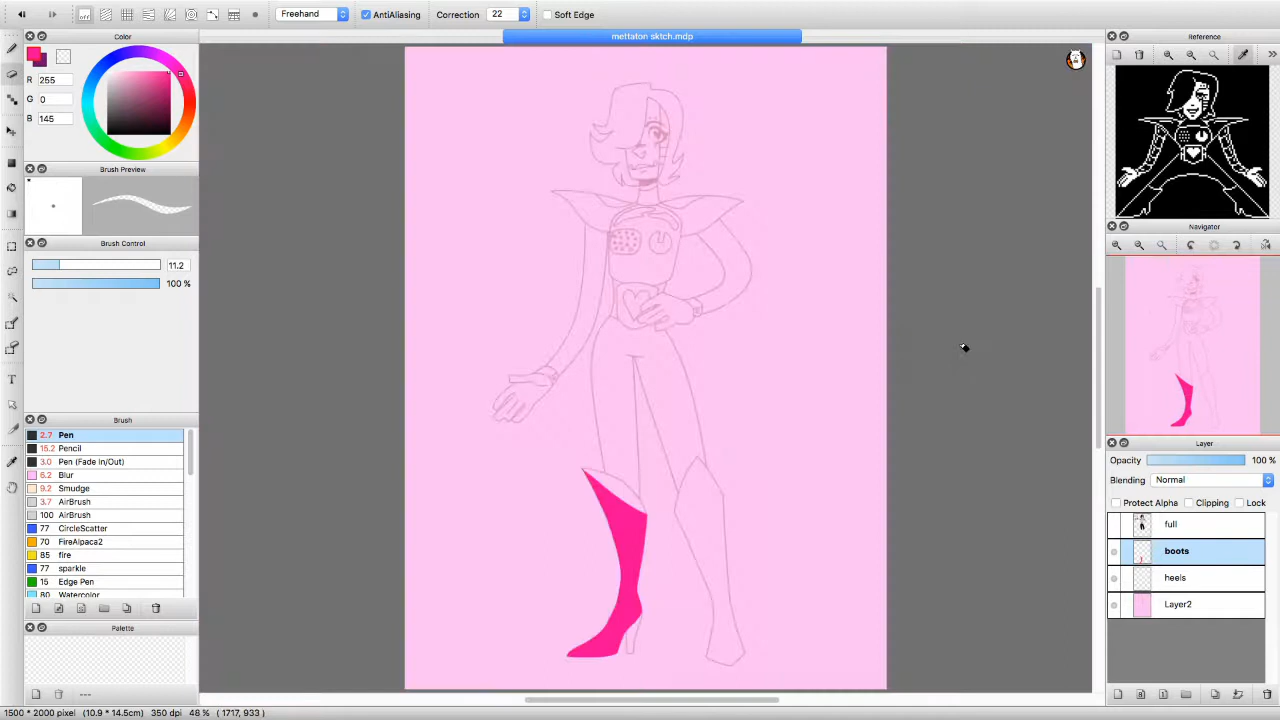 off
Freehand
AntiAliasing
Correction 22
Soft Edge
Color
mettaton sktch.mdp
Reference
R 255
G 0
B 145
Brush Preview
Brush Control
11.2
100 %
Navigator
Brush
2.7 Pen
15.2 Pencil
3.0 Pen (Fade In/Out)
6.2 Blur
9.2 Smudge
3.7 AirBrush
100 AirBrush
77 CircleScatter
70 FireAlpaca2
85 fire
77 sparkle
15 Edge Pen
80 Watercolor
Palette
---
Layer
Opacity 100 %
Blending Normal
Protect Alpha Clipping Lock
full
boots
heels
Layer2
T
1500 * 2000 pixel (10.9 * 14.5cm) 350 dpi 48 % ( 1717, 933 )